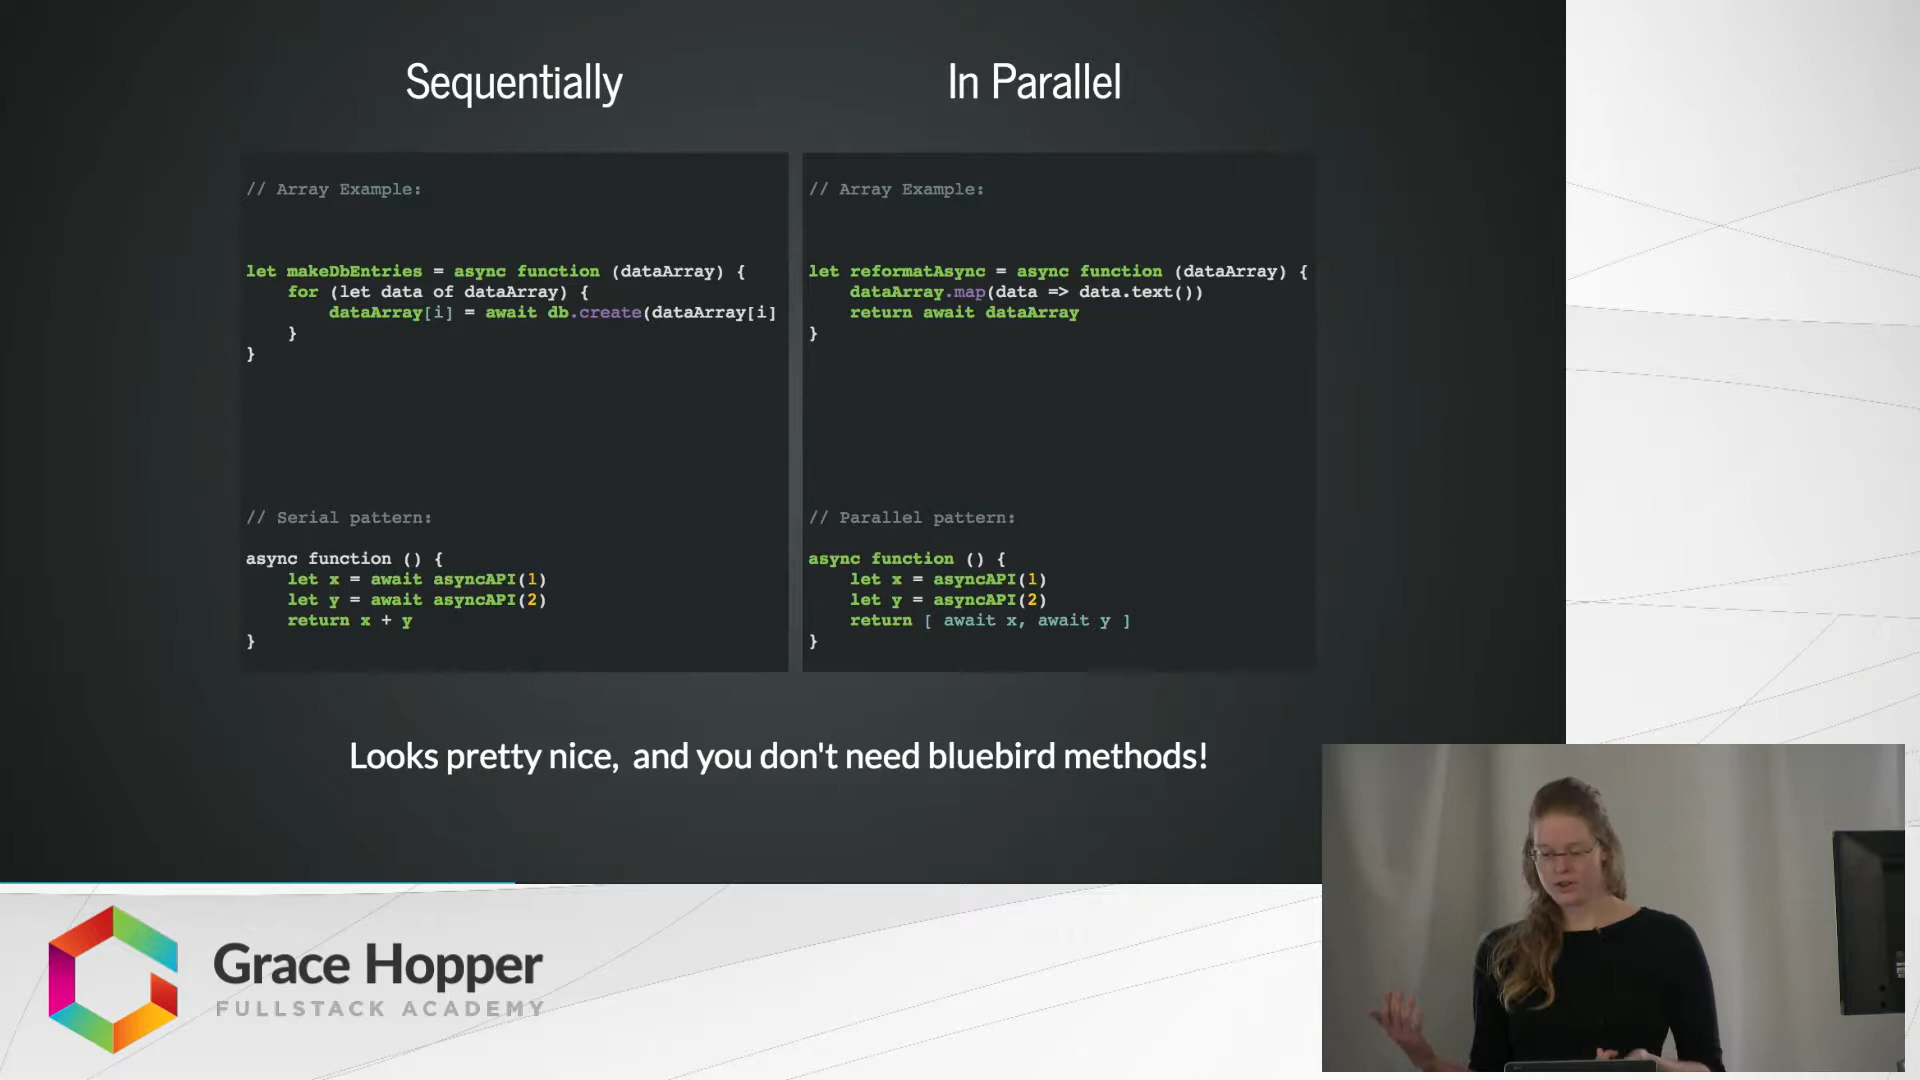 Sequentially
// Array Example:
let makeDbEntries = async function (dataArray) {
    for (let data of dataArray) {
        dataArray[i] = await db.create(dataArray[i]
    }
}
// Serial pattern:
async function () {
    let x = await asyncAPI(1)
    let y = await asyncAPI(2)
    return x + y
}
In Parallel
// Array Example:
let reformatAsync = async function (dataArray) {
    dataArray.map(data => data.text())
    return await dataArray
}
// Parallel pattern:
async function () {
    let x = asyncAPI(1)
    let y = asyncAPI(2)
    return [ await x, await y ]
}
Looks pretty nice, and you don't need bluebird methods!
Grace Hopper
FULLSTACK ACADEMY